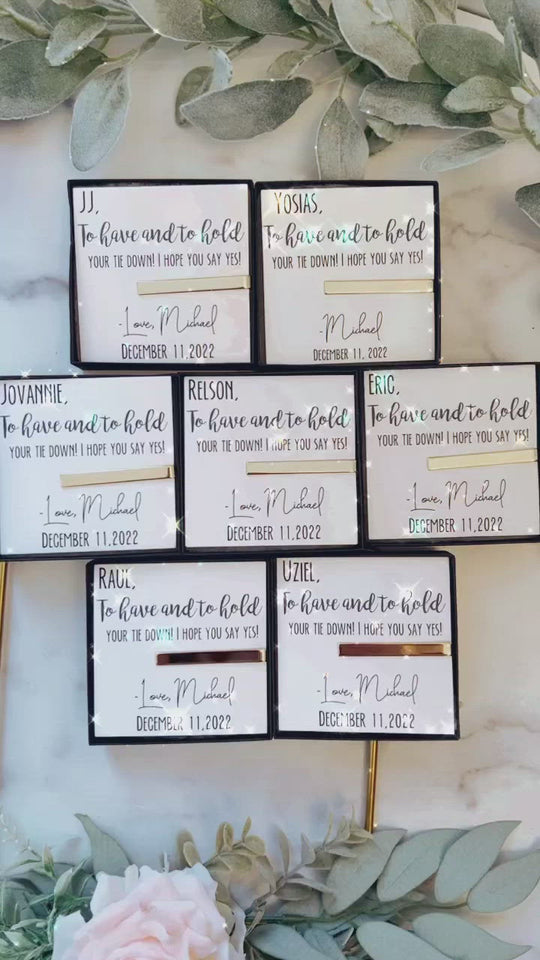 JJ,
To have and to hold
YOUR TIE DOWN! I HOPE YOU SAY YES!
-Love, Michael
DECEMBER 11,2022
YOSIAS,
To have and to hold
YOUR TIE DOWN! I HOPE YOU SAY YES!
-Michael
DECEMBER 11,2022
JOVANNIE,
To have and to hold
YOUR TIE DOWN! I HOPE YOU SAY YES!
-Love, Michael
DECEMBER 11,2022
RELSON,
To have and to hold
YOUR TIE DOWN! I HOPE YOU SAY YES!
-Love, Michael
DECEMBER 11,2022
ERIC,
To have and to hold
YOUR TIE DOWN! I HOPE YOU SAY YES!
-Love, Michael
DECEMBER 11,2022
RAUL,
To have and to hold
YOUR TIE DOWN! I HOPE YOU SAY YES!
-Love, Michael
DECEMBER 11,2022
UZIEL,
To have and to hold
YOUR TIE DOWN! I HOPE YOU SAY YES!
-Love, Michael
DECEMBER 11,2022